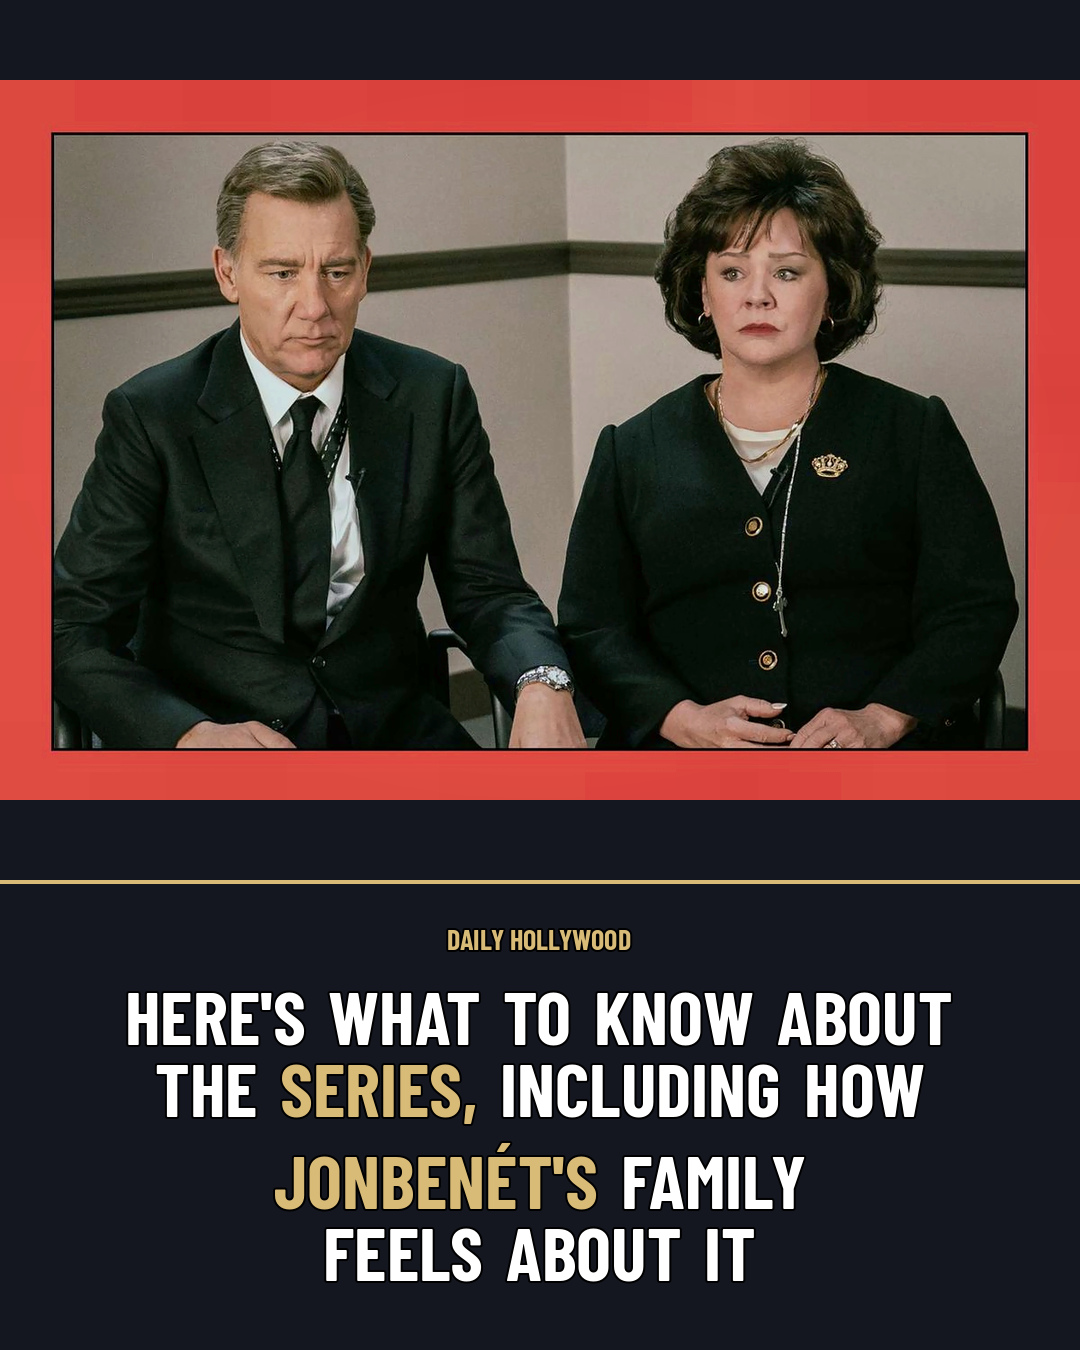 DAILY HOLLYWOOD
HERE'S WHAT TO KNOW ABOUT
THE SERIES, INCLUDING HOW
JONBENÉT'S FAMILY
FEELS ABOUT IT